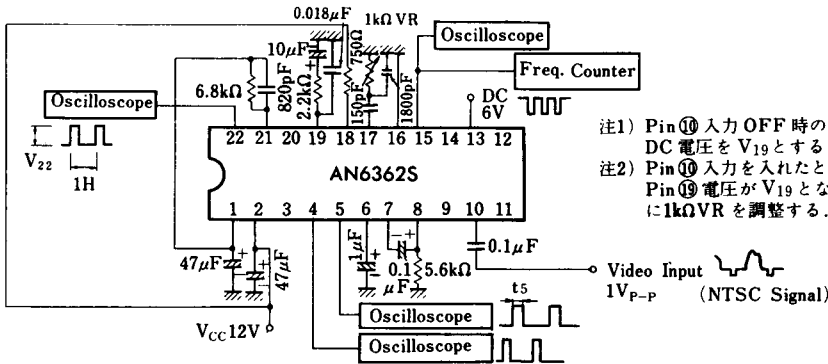 0.018μF
1kΩ VR
10μF
+
750Ω
Oscilloscope
Freq. Counter
6.8kΩ
820pF
2.2kΩ
150pF
1800pF
DC
6V
Oscilloscope
V22
1H
22 21 20 19 18 17 16 15 14 13 12
AN6362S
1 2 3 4 5 6 7 8 9 10 11
注1) Pin⑩入力OFF時の
DC電圧をV19とする
注2) Pin⑩入力を入れたと
Pin⑲電圧がV19とな
に1kΩVRを調整する.
47μF
+
47μF
+
1μF
+
− +
0.1
μF
5.6kΩ
0.1μF
Video Input
1VP-P
(NTSC Signal)
VCC 12V
t5
Oscilloscope
Oscilloscope